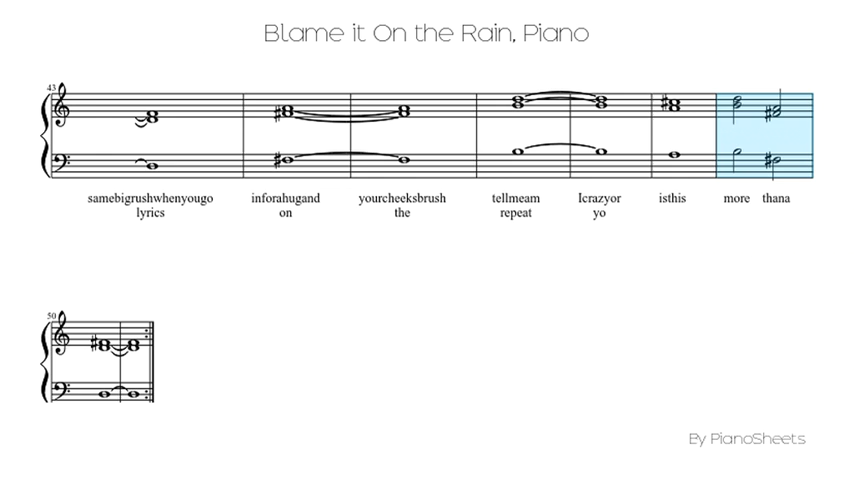 Blame it On the Rain, Piano
43
samebigrushwhenyougo inforahugand yourcheeksbrush tellmeam Icrazyor isthis more thana
lyrics on the repeat yo
50
By PianoSheets